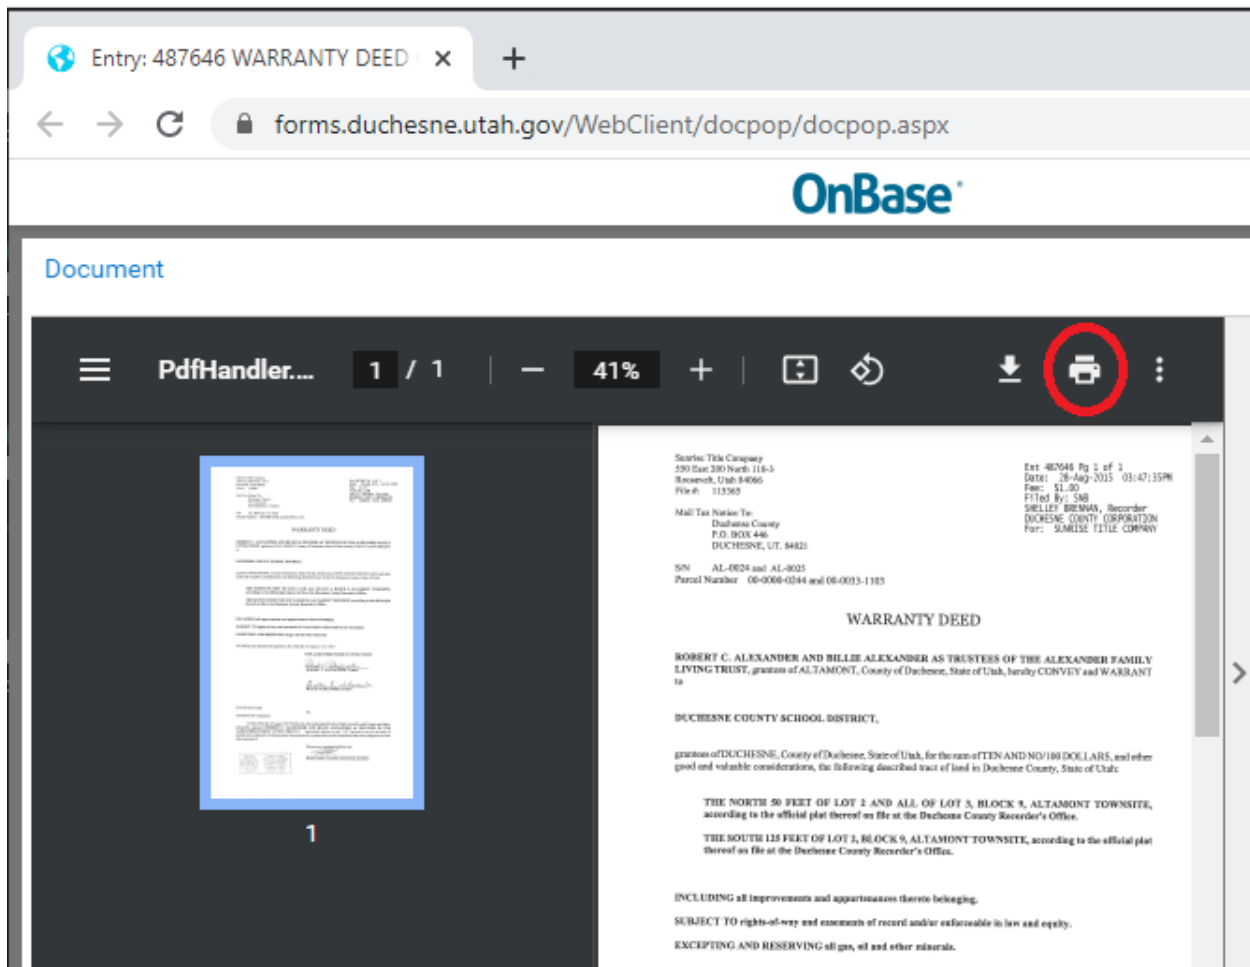 Entry: 487646 WARRANTY DEED
forms.duchesne.utah.gov/WebClient/docpop/docpop.aspx
OnBase
Document
PdfHandler.... 1 / 1 41%
Sunrise Title Company
550 East 200 North 118-3
Roosevelt, Utah 84066
File #: 113363
Mail Tax Notice To:
Duchesne County
P.O. BOX 446
DUCHESNE, UT. 84021
Ent 487646 Pg 1 of 1
Date: 28-Aug-2015 03:47:35PM
Fee: $1.00
Filed By: SNB
SHELLEY BRENNAN, Recorder
DUCHESNE COUNTY CORPORATION
For: SUNRISE TITLE COMPANY
S/N AL-0024 and AL-0025
Parcel Number 00-0000-0244 and 00-0033-1103
WARRANTY DEED
ROBERT C. ALEXANDER AND BILLIE ALEXANDER AS TRUSTEES OF THE ALEXANDER FAMILY
LIVING TRUST, grantors of ALTAMONT, County of Duchesne, State of Utah, hereby CONVEY and WARRANT
to
DUCHESNE COUNTY SCHOOL DISTRICT,
grantees of DUCHESNE, County of Duchesne, State of Utah, for the sum of TEN AND NO/100 DOLLARS, and other
good and valuable considerations, the following described tract of land in Duchesne County, State of Utah:
THE NORTH 50 FEET OF LOT 2 AND ALL OF LOT 3, BLOCK 9, ALTAMONT TOWNSITE,
according to the official plat thereof on file at the Duchesne County Recorder's Office.
THE SOUTH 125 FEET OF LOT 2, BLOCK 9, ALTAMONT TOWNSITE, according to the official plat
thereof on file at the Duchesne County Recorder's Office.
INCLUDING all improvements and appurtenances thereto belonging.
SUBJECT TO rights-of-way and easements of record and/or enforceable in law and equity.
EXCEPTING AND RESERVING all gas, oil and other minerals.
WARRANTY DEED
1